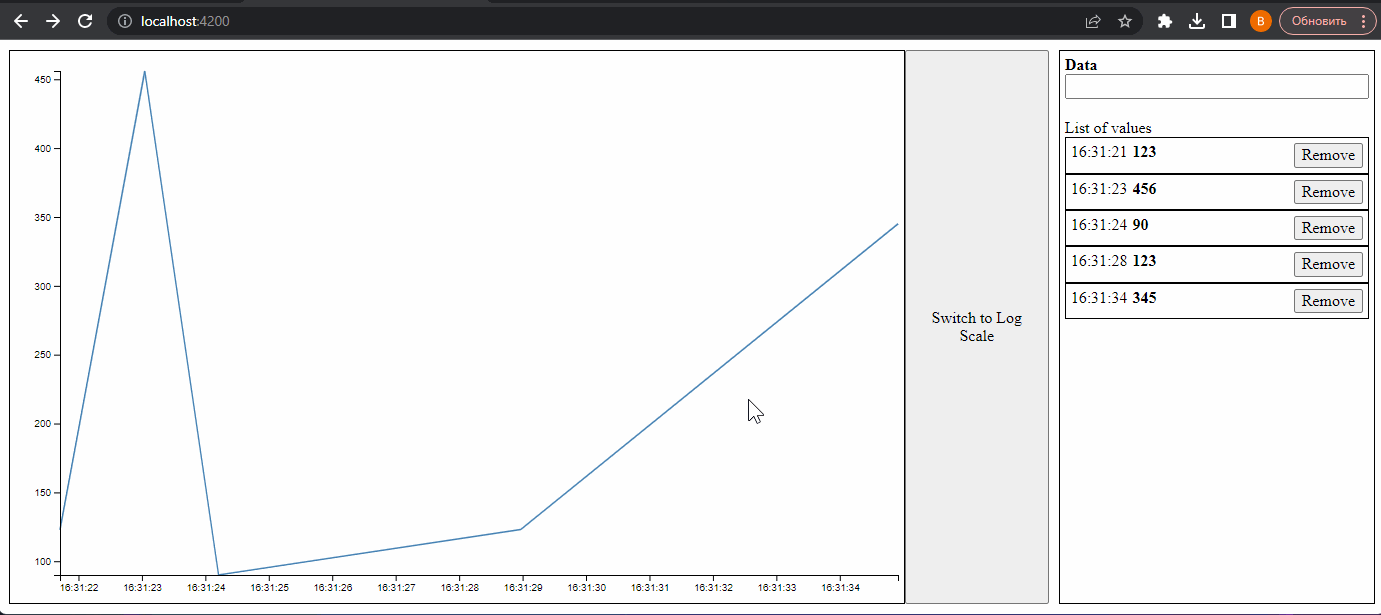 localhost:4200
B
Обновить
450
400
350
300
250
200
150
100
16:31:22 16:31:23 16:31:24 16:31:25 16:31:26 16:31:27 16:31:28 16:31:29 16:31:30 16:31:31 16:31:32 16:31:33 16:31:34
Switch to Log
Scale
Data
List of values
16:31:21 123 Remove
16:31:23 456 Remove
16:31:24 90 Remove
16:31:28 123 Remove
16:31:34 345 Remove